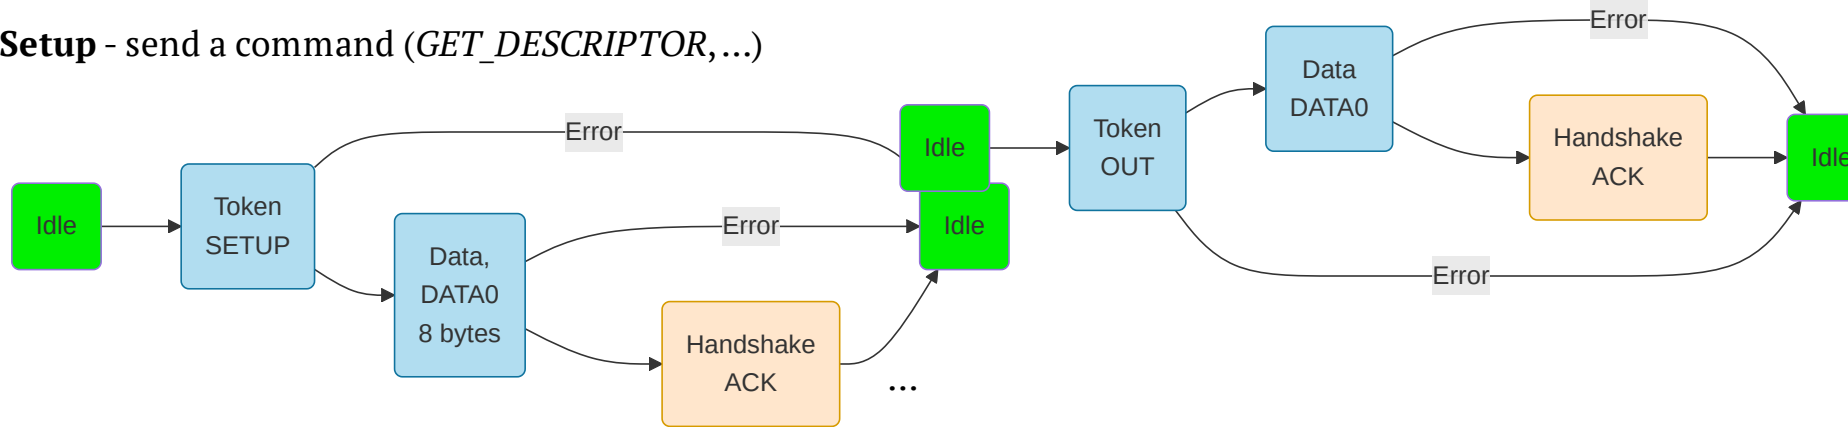 Setup - send a command (GET_DESCRIPTOR, ...)
Idle
Token
SETUP
Error
Data,
DATA0
8 bytes
Error
Handshake
ACK
...
Idle
Idle
Token
OUT
Data
DATA0
Error
Handshake
ACK
Error
Idle